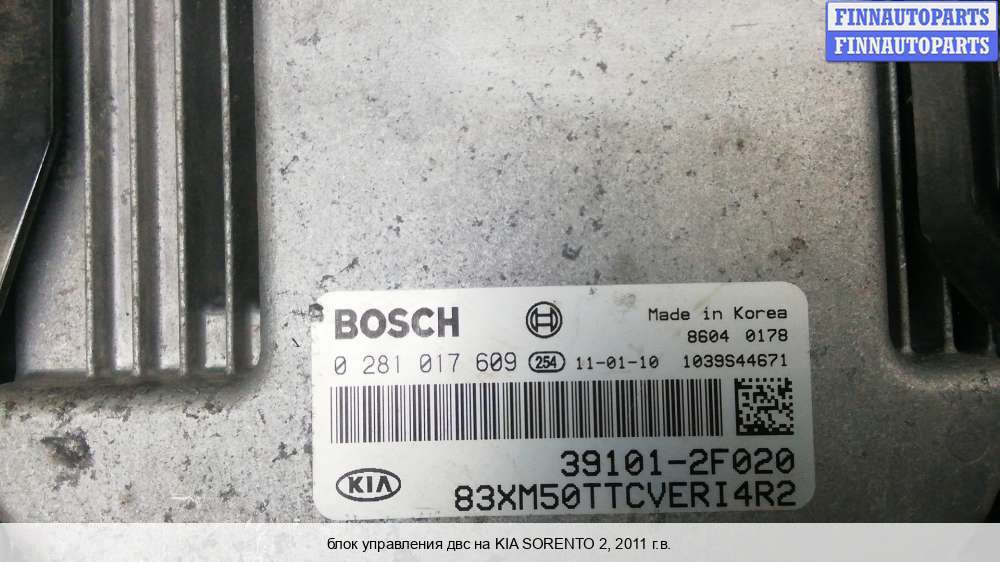 FINNAUTOPARTS
FINNAUTOPARTS
BOSCH
Made in Korea
8604 0178
0 281 017 609 254 11-01-10 1039S44671
39101-2F020
KIA
83XM50TTCVERI4R2
блок управления двс на KIA SORENTO 2, 2011 г.в.